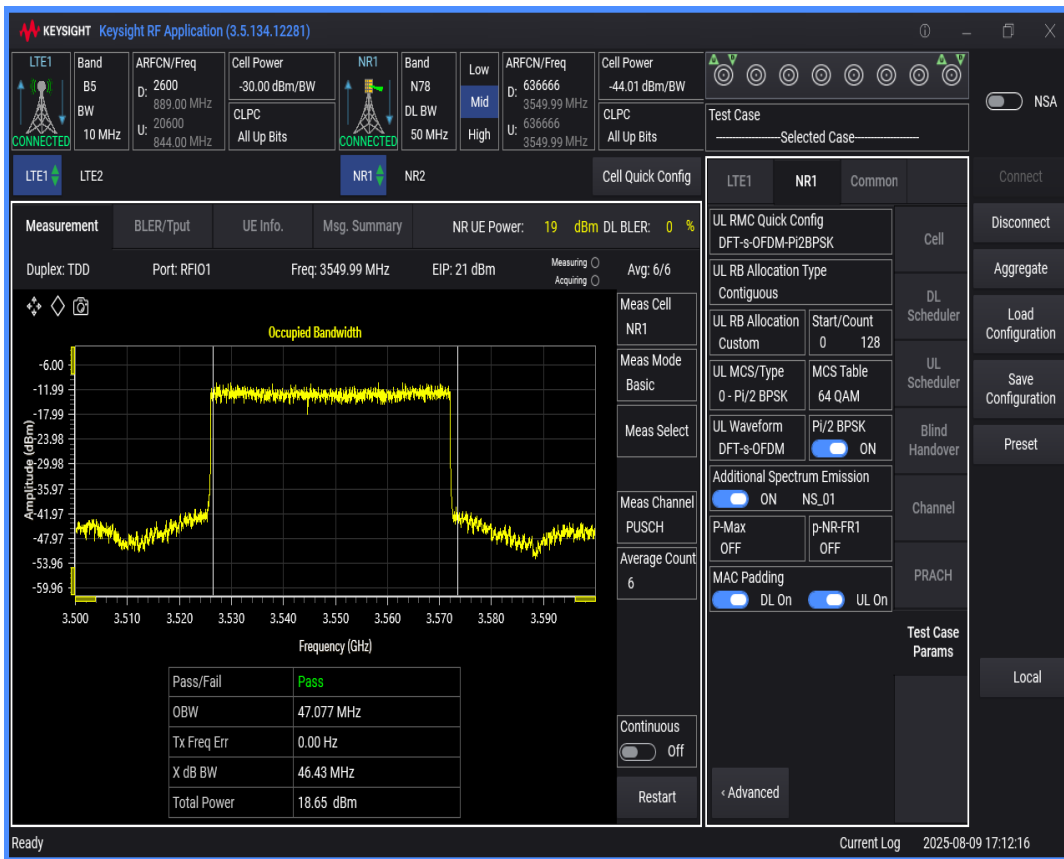 KEYSIGHT Keysight RF Application (3.5.134.12281)
LTE1
CONNECTED
Band
B5
BW
10 MHz
ARFCN/Freq
D: 2600
889.00 MHz
U: 20600
844.00 MHz
Cell Power
-30.00 dBm/BW
CLPC
All Up Bits
NR1
CONNECTED
Band
N78
DL BW
50 MHz
Low
Mid
High
ARFCN/Freq
D: 636666
3549.99 MHz
U: 636666
3549.99 MHz
Cell Power
-44.01 dBm/BW
CLPC
All Up Bits
Test Case
Selected Case
NSA
LTE1 LTE2 NR1 NR2 Cell Quick Config
Measurement BLER/Tput UE Info. Msg. Summary NR UE Power: 19 dBm DL BLER: 0 %
Duplex: TDD Port: RFIO1 Freq: 3549.99 MHz EIP: 21 dBm Measuring Acquiring Avg: 6/6
Occupied Bandwidth
Amplitude (dBm)
-6.00
-11.99
-17.99
-23.98
-29.98
-35.97
-41.97
-47.97
-53.96
-59.96
3.500 3.510 3.520 3.530 3.540 3.550 3.560 3.570 3.580 3.590
Frequency (GHz)
Pass/Fail Pass
OBW 47.077 MHz
Tx Freq Err 0.00 Hz
X dB BW 46.43 MHz
Total Power 18.65 dBm
Meas Cell
NR1
Meas Mode
Basic
Meas Select
Meas Channel
PUSCH
Average Count
6
Continuous
Off
Restart
LTE1 NR1 Common
UL RMC Quick Config
DFT-s-OFDM-Pi2BPSK
UL RB Allocation Type
Contiguous
UL RB Allocation
Custom
Start/Count
0 128
UL MCS/Type
0 - Pi/2 BPSK
MCS Table
64 QAM
UL Waveform
DFT-s-OFDM
Pi/2 BPSK
ON
Additional Spectrum Emission
ON NS_01
P-Max
OFF
p-NR-FR1
OFF
MAC Padding
DL On UL On
‹ Advanced
Cell
DL
Scheduler
UL
Scheduler
Blind
Handover
Channel
PRACH
Test Case
Params
Connect
Disconnect
Aggregate
Load
Configuration
Save
Configuration
Preset
Local
Ready Current Log 2025-08-09 17:12:16